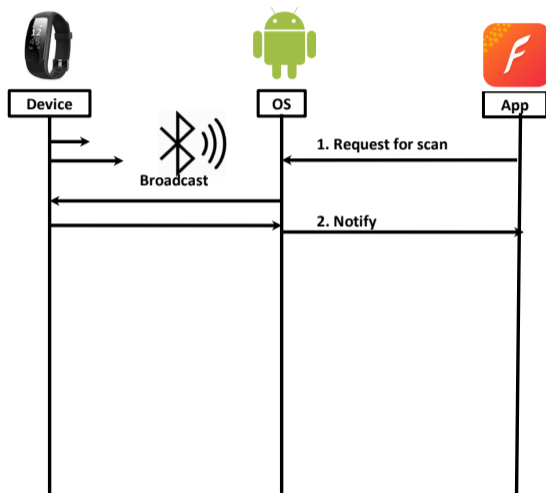 Device
OS
App
1. Request for scan
Broadcast
2. Notify